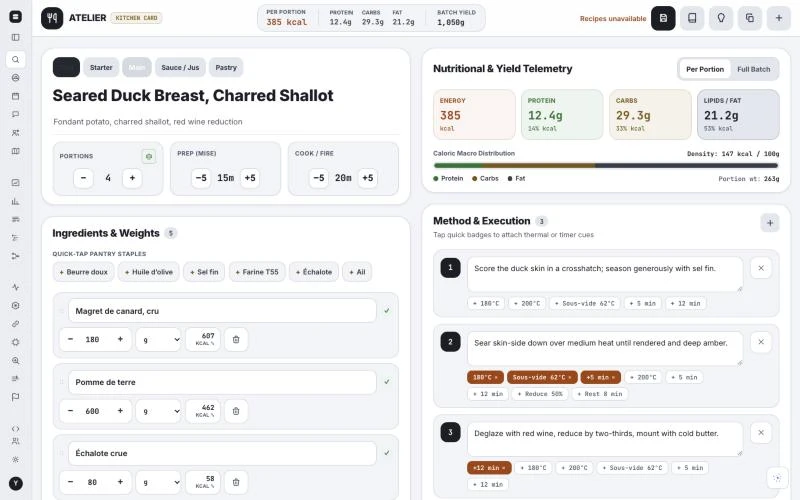 ATELIER
KITCHEN CARD
PER PORTION
385 kcal
PROTEIN
12.4g
CARBS
29.3g
FAT
21.2g
BATCH YIELD
1,050g
Recipes unavailable
Starter
Main
Sauce / Jus
Pastry
Seared Duck Breast, Charred Shallot
Fondant potato, charred shallot, red wine reduction
PORTIONS
− 4 +
PREP (MISE)
−5 15m +5
COOK / FIRE
−5 20m +5
Ingredients & Weights 5
QUICK-TAP PANTRY STAPLES
+ Beurre doux
+ Huile d'olive
+ Sel fin
+ Farine T55
+ Échalote
+ Ail
Magret de canard, cru ✓
− 180 + g 607
KCAL
Pomme de terre ✓
− 600 + g 462
KCAL
Échalote crue ✓
− 80 + g 58
KCAL
Nutritional & Yield Telemetry
Per Portion
Full Batch
ENERGY
385
kcal
PROTEIN
12.4g
14% kcal
CARBS
29.3g
33% kcal
LIPIDS / FAT
21.2g
53% kcal
Caloric Macro Distribution
Density: 147 kcal / 100g
Protein
Carbs
Fat
Portion wt: 263g
Method & Execution 3
+
Tap quick badges to attach thermal or timer cues
1
Score the duck skin in a crosshatch; season generously with sel fin.
×
+ 180°C
+ 200°C
+ Sous-vide 62°C
+ 5 min
+ 12 min
2
Sear skin-side down over medium heat until rendered and deep amber.
×
180°C ×
Sous-vide 62°C ×
+5 min ×
+ 200°C
+ 5 min
+ 12 min
+ Reduce 50%
+ Rest 8 min
3
Deglaze with red wine, reduce by two-thirds, mount with cold butter.
×
+12 min ×
+ 180°C
+ 200°C
+ Sous-vide 62°C
+ 5 min
+ 12 min
Y